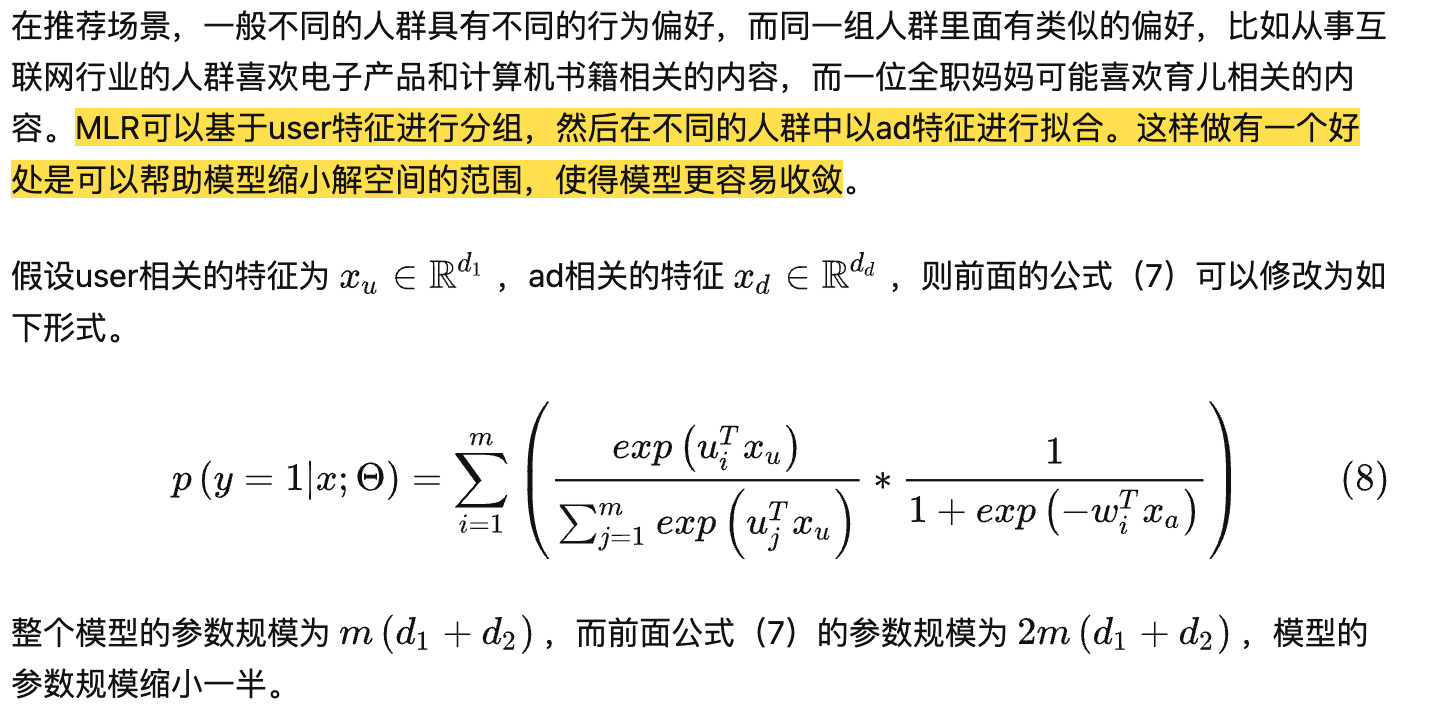 在推荐场景，一般不同的人群具有不同的行为偏好，而同一组人群里面有类似的偏好，比如从事互
联网行业的人群喜欢电子产品和计算机书籍相关的内容，而一位全职妈妈可能喜欢育儿相关的内
容。MLR可以基于user特征进行分组，然后在不同的人群中以ad特征进行拟合。这样做有一个好
处是可以帮助模型缩小解空间的范围，使得模型更容易收敛。
假设user相关的特征为 $x_u \in \mathbb{R}^{d_1}$ ，ad相关的特征 $x_d \in \mathbb{R}^{d_d}$ ，则前面的公式（7）可以修改为如
下形式。
$p\left(y=1|x;\Theta\right)=\sum_{i=1}^{m}\left(\frac{exp\left(u_i^T x_u\right)}{\sum_{j=1}^{m}exp\left(u_j^T x_u\right)} * \frac{1}{1+exp\left(-w_i^T x_a\right)}\right)$ (8)
整个模型的参数规模为 $m\left(d_1+d_2\right)$，而前面公式（7）的参数规模为 $2m\left(d_1+d_2\right)$，模型的
参数规模缩小一半。